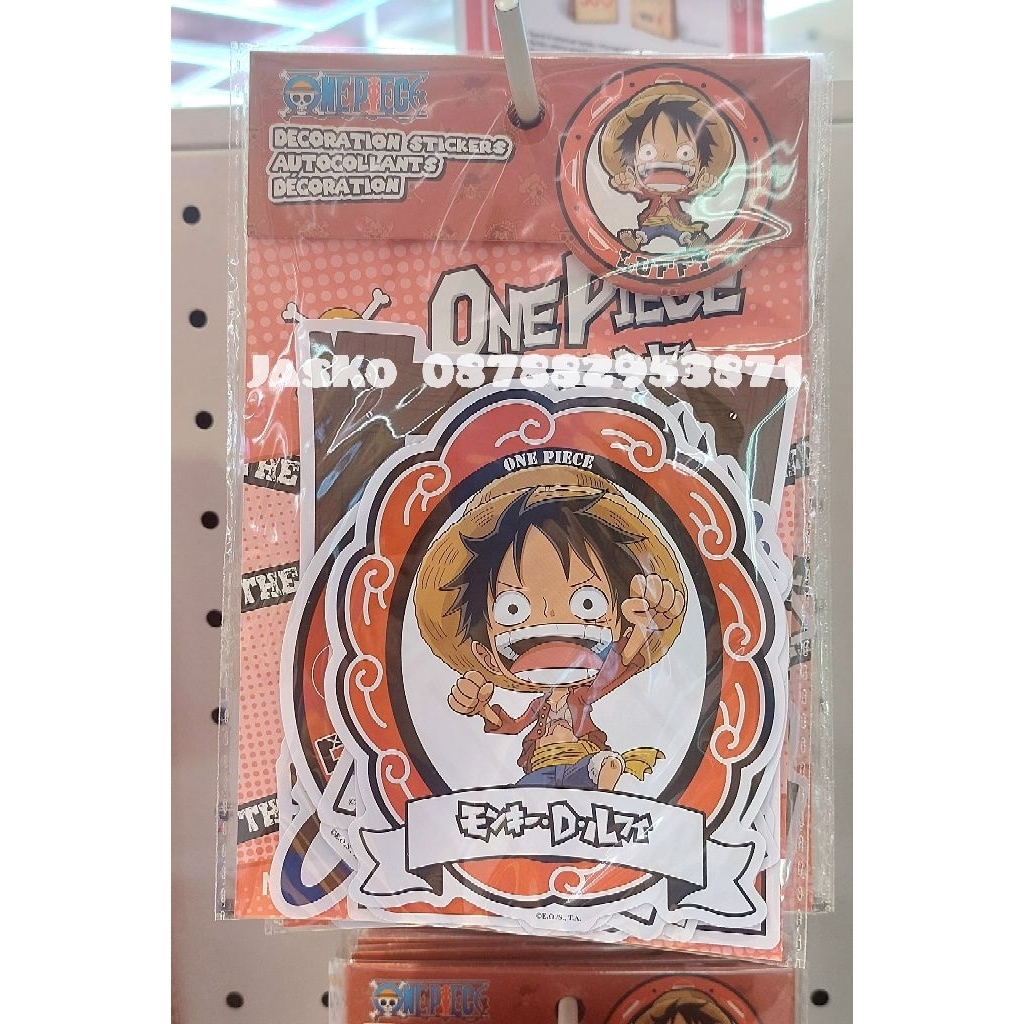 ONE PIECE
DECORATION STICKERS
AUTOCOLLANTS
DÉCORATION
LUFFY
ONE PIECE
JASKO 087882953871
THE
ONE PIECE
THE
THE
モンキー・D・ルフィ
©E.O./S., T.A.
ONE PIECE